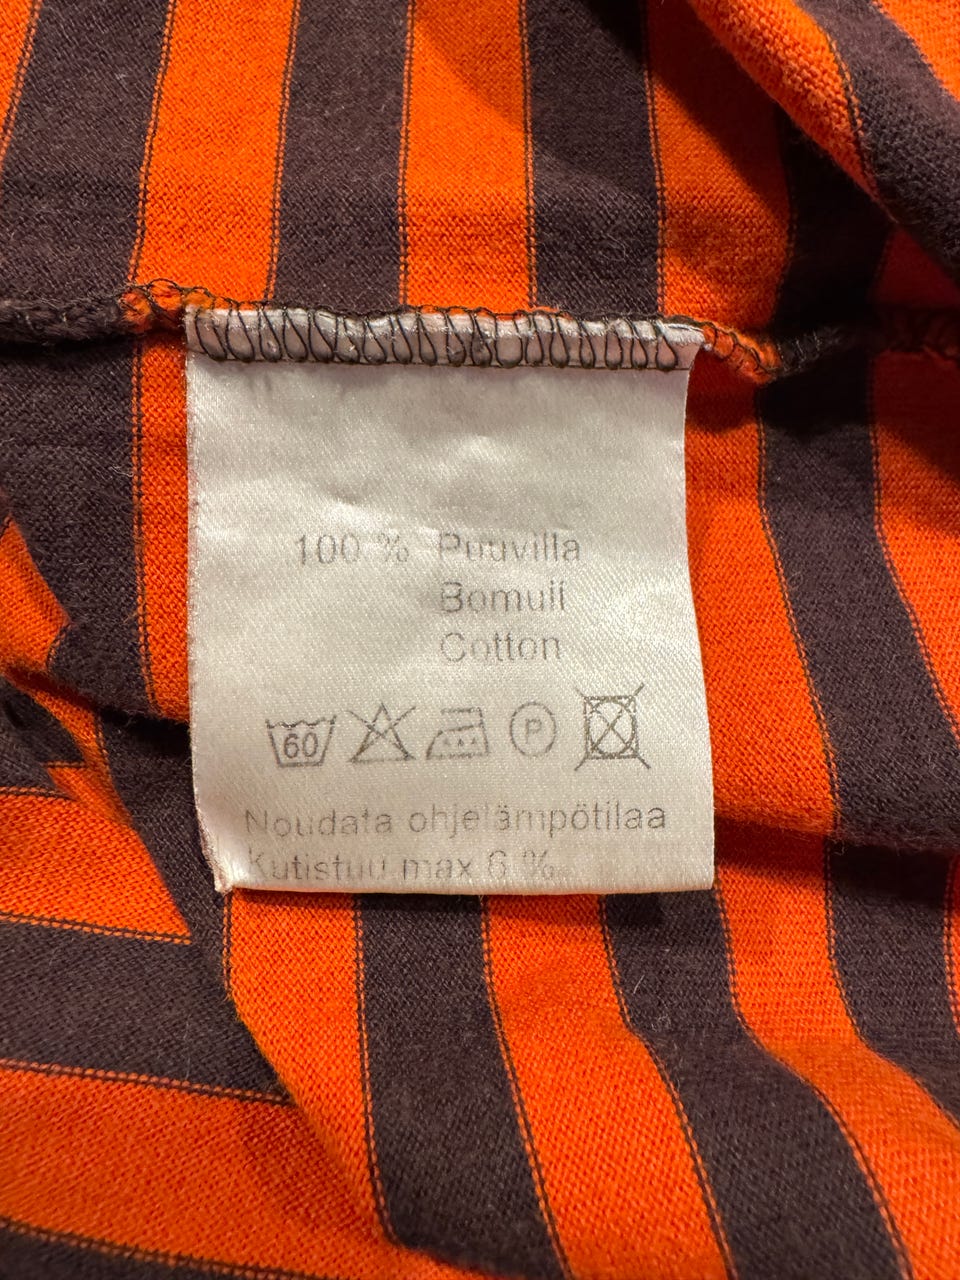 100 % Puuvilla
Bomull
Cotton
60 P
Noudata ohjelämpötilaa
Kutistuu max 6 %